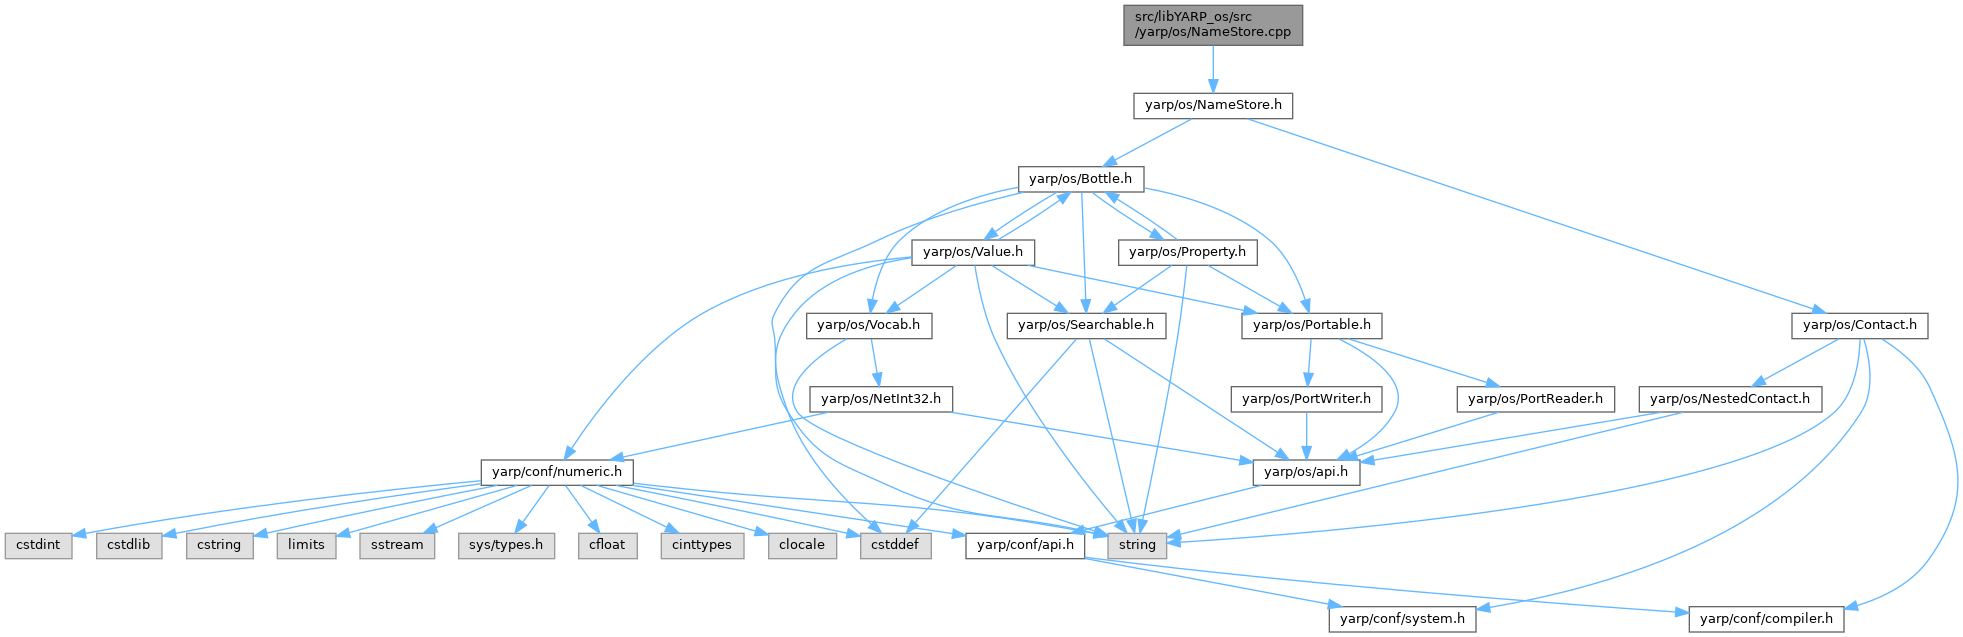 src/libYARP_os/src
/yarp/os/NameStore.cpp
yarp/os/NameStore.h
yarp/os/Bottle.h
yarp/os/Value.h
yarp/os/Property.h
yarp/os/Vocab.h
yarp/os/Searchable.h
yarp/os/Portable.h
yarp/os/Contact.h
yarp/os/NetInt32.h
yarp/os/PortWriter.h
yarp/os/PortReader.h
yarp/os/NestedContact.h
yarp/conf/numeric.h
yarp/os/api.h
cstdint
cstdlib
cstring
limits
sstream
sys/types.h
cfloat
cinttypes
clocale
cstddef
yarp/conf/api.h
string
yarp/conf/system.h
yarp/conf/compiler.h